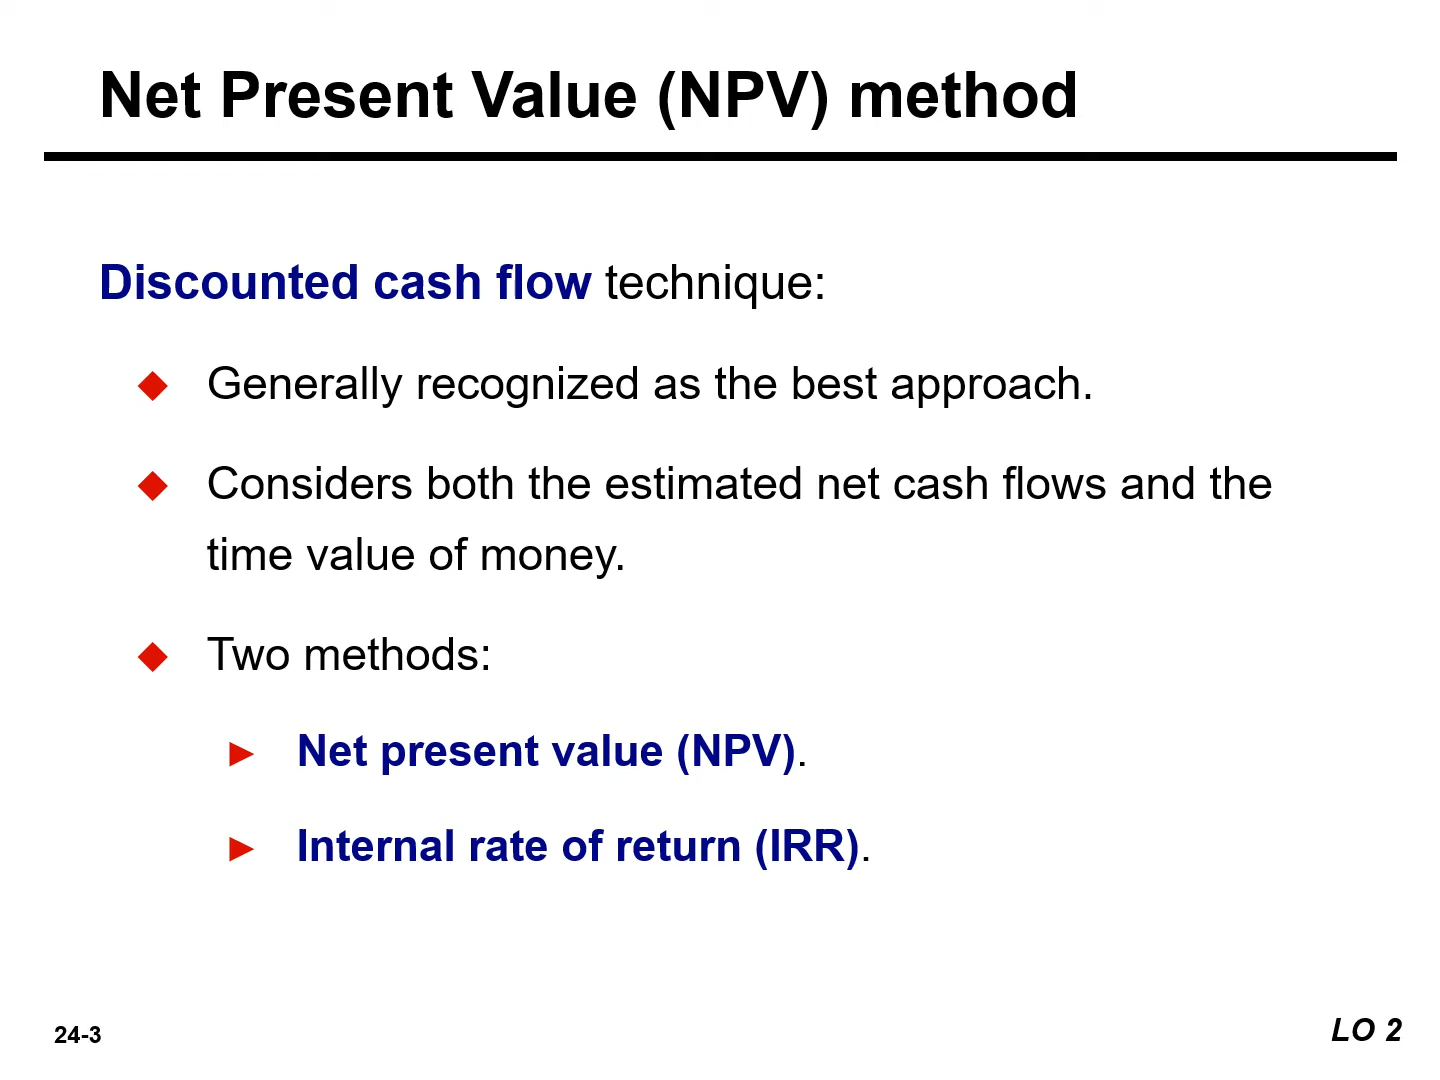 Net Present Value (NPV) method
Discounted cash flow technique:
Generally recognized as the best approach.
Considers both the estimated net cash flows and the
time value of money.
Two methods:
Net present value (NPV).
Internal rate of return (IRR).
24-3
LO 2